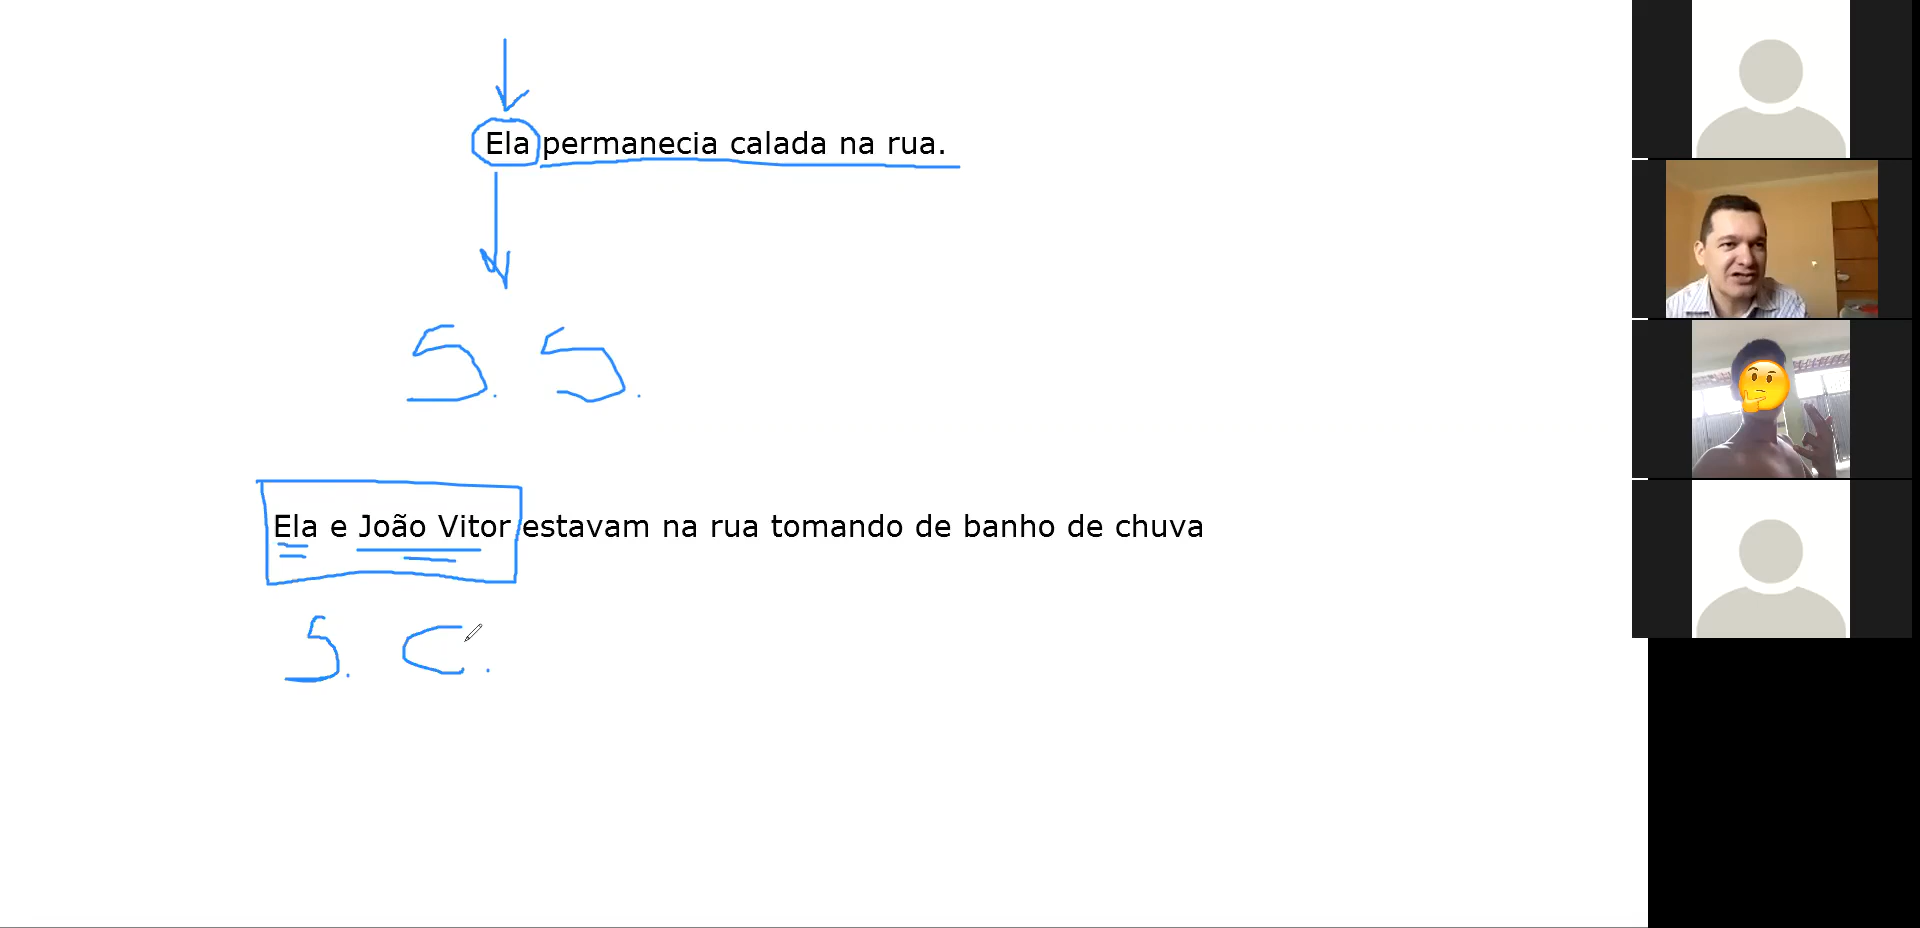 Ela permanecia calada na rua.
S. S.
Ela e João Vitor estavam na rua tomando de banho de chuva
S. C.